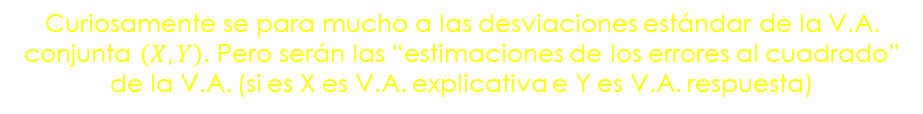 Curiosamente se para mucho a las desviaciones estándar de la V.A.
conjunta (𝑋, 𝑌). Pero serán las “estimaciones de los errores al cuadrado”
de la V.A. (si es X es V.A. explicativa e Y es V.A. respuesta)